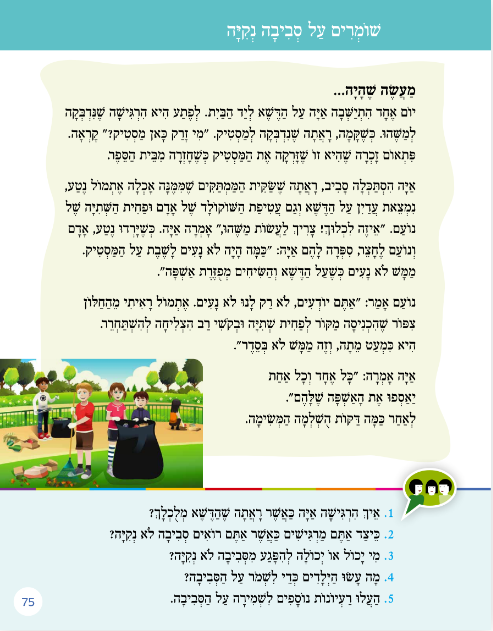 שׁוֹמְרִים עַל סְבִיבָה נְקִיָּה
מַעֲשֶׂה שֶׁהָיָה...
יוֹם אֶחָד הִתְיַשְּׁבָה אַיָּה עַל הַדֶּשֶׁא לְיַד הַבַּיִת. לְפֶתַע הִיא הִרְגִּישָׁה שֶׁנִּדְבְּקָה
לְמַשֶּׁהוּ. כְּשֶׁקָּמָה, רָאֲתָה שֶׁנִּדְבְּקָה לְמַסְטִיק. "מִי זָרַק כָּאן מַסְטִיק?" קָרְאָה.
פִּתְאוֹם זָכְרָה שֶׁהִיא זוֹ שֶׁזָּרְקָה אֶת הַמַּסְטִיק כְּשֶׁחָזְרָה מִבֵּית הַסֵּפֶר.
אַיָּה הִסְתַּכְּלָה סָבִיב, רָאֲתָה שֶׁשַּׂקִּית הַמַּמְתַּקִּים שֶׁמִּמֶּנָּה אָכְלָה אֶתְמוֹל נֶטַע,
נִמְצֵאת עֲדַיִן עַל הַדֶּשֶׁא וְגַם עֲטִיפַת הַשּׁוֹקוֹלָד שֶׁל אָדָם וּפַחִית הַשְּׁתִיָּה שֶׁל
נוֹעַם. "אֵיזֶה לִכְלוּךְ! צָרִיךְ לַעֲשׂוֹת מַשֶּׁהוּ," אָמְרָה אַיָּה. כְּשֶׁיָּרְדוּ נֶטַע, אָדָם
וְנוֹעַם לֶחָצֵר, סִפְּרָה לָהֶם אַיָּה: "כַּמָּה הָיָה לֹא נָעִים לָשֶׁבֶת עַל הַמַּסְטִיק.
מַמָּשׁ לֹא נָעִים כְּשֶׁעַל הַדֶּשֶׁא וְהַשִּׂיחִים מְפֻזֶּרֶת אַשְׁפָּה".
נוֹעַם אָמַר: "אַתֶּם יוֹדְעִים, לֹא רַק לָנוּ לֹא נָעִים. אֶתְמוֹל רָאִיתִי מֵהַחַלּוֹן
צִפּוֹר שֶׁהִכְנִיסָה מַקּוֹר לְפַחִית שְׁתִיָּה וּבְקֹשִׁי רַב הִצְלִיחָה לְהִשְׁתַּחְרֵר.
הִיא כִּמְעַט מֵתָה, וְזֶה מַמָּשׁ לֹא בְּסֵדֶר".
אַיָּה אָמְרָה: "כָּל אֶחָד וְכָל אַחַת
יַאַסְפוּ אֶת הָאַשְׁפָּה שֶׁלָּהֶם".
לְאַחַר כַּמָּה דַּקּוֹת הֻשְׁלְמָה הַמְּשִׂימָה.
1. אֵיךְ הִרְגִּישָׁה אַיָּה כַּאֲשֶׁר רָאֲתָה שֶׁהַדֶּשֶׁא מְלֻכְלָךְ?
2. כֵּיצַד אַתֶּם מַרְגִּישִׁים כַּאֲשֶׁר אַתֶּם רוֹאִים סְבִיבָה לֹא נְקִיָּה?
3. מִי יָכוֹל אוֹ יְכוֹלָה לְהִפָּגַע מִסְּבִיבָה לֹא נְקִיָּה?
4. מֶה עָשׂוּ הַיְּלָדִים כְּדֵי לִשְׁמֹר עַל הַסְּבִיבָה?
5. הַעֲלוּ רַעְיוֹנוֹת נוֹסָפִים לִשְׁמִירָה עַל הַסְּבִיבָה.
75